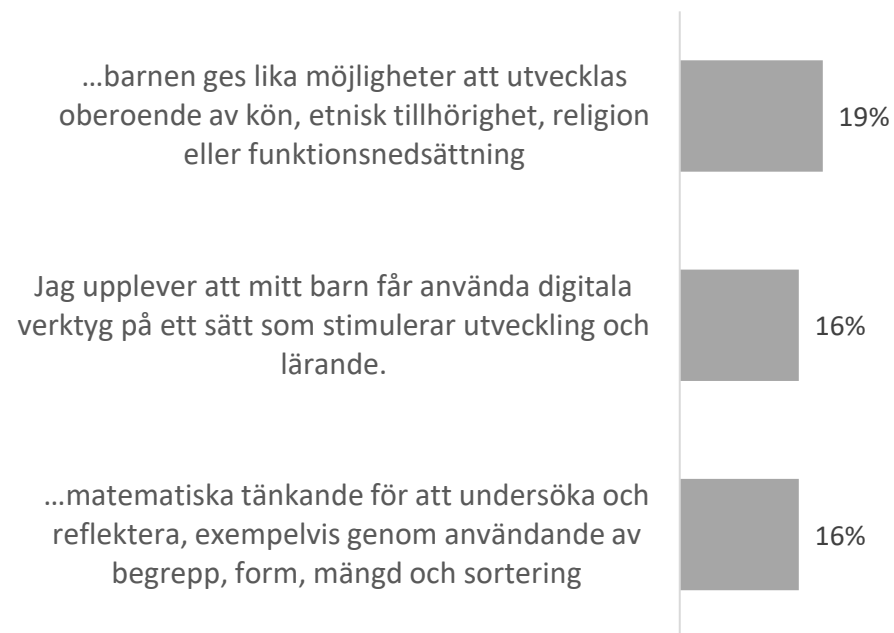 …barnen ges lika möjligheter att utvecklas
oberoende av kön, etnisk tillhörighet, religion
eller funktionsnedsättning
19%
Jag upplever att mitt barn får använda digitala
verktyg på ett sätt som stimulerar utveckling och
lärande.
16%
…matematiska tänkande för att undersöka och
reflektera, exempelvis genom användande av
begrepp, form, mängd och sortering
16%